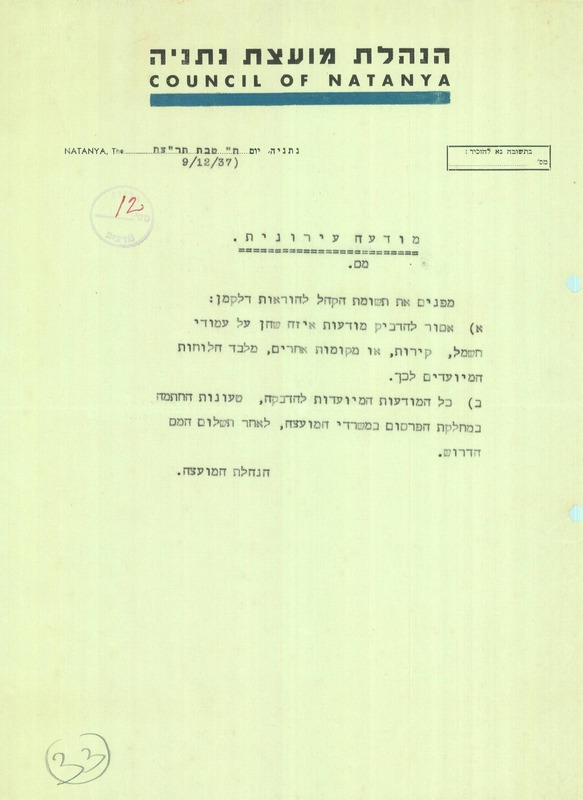 הנהלת מועצת נתניה
COUNCIL OF NATANYA
NATANYA, The נתניה, יום ח" טבת תר"צח
9/12/37)
בתשובה נא להזכיר:
מס'
12
מודעה עירונית.
מס.
מפנים את תשומת הקהל להוראות דלקמן:
א) אסור להדביק מודעות איזה שהן על עמודי
חשמל, קירות, או מקומות אחרים, מלבד הלוחות
המיועדים לכך.
ב) כל המודעות המיועדות להדבקה, טעונות החתמה
במחלקת הפרסום במשרדי המועצה, לאחר תשלום המס
הדרוש.
הנהלת המועצה.
33